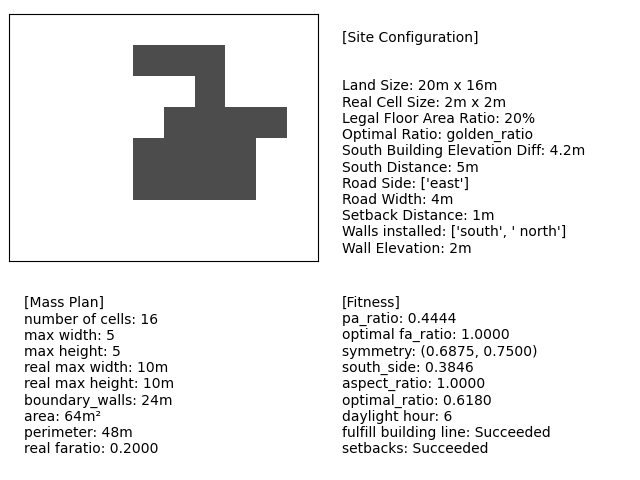 [Site Configuration]
Land Size: 20m x 16m
Real Cell Size: 2m x 2m
Legal Floor Area Ratio: 20%
Optimal Ratio: golden_ratio
South Building Elevation Diff: 4.2m
South Distance: 5m
Road Side: ['east']
Road Width: 4m
Setback Distance: 1m
Walls installed: ['south', ' north']
Wall Elevation: 2m
[Mass Plan]
number of cells: 16
max width: 5
max height: 5
real max width: 10m
real max height: 10m
boundary_walls: 24m
area: 64m²
perimeter: 48m
real faratio: 0.2000
[Fitness]
pa_ratio: 0.4444
optimal fa_ratio: 1.0000
symmetry: (0.6875, 0.7500)
south_side: 0.3846
aspect_ratio: 1.0000
optimal_ratio: 0.6180
daylight hour: 6
fulfill building line: Succeeded
setbacks: Succeeded